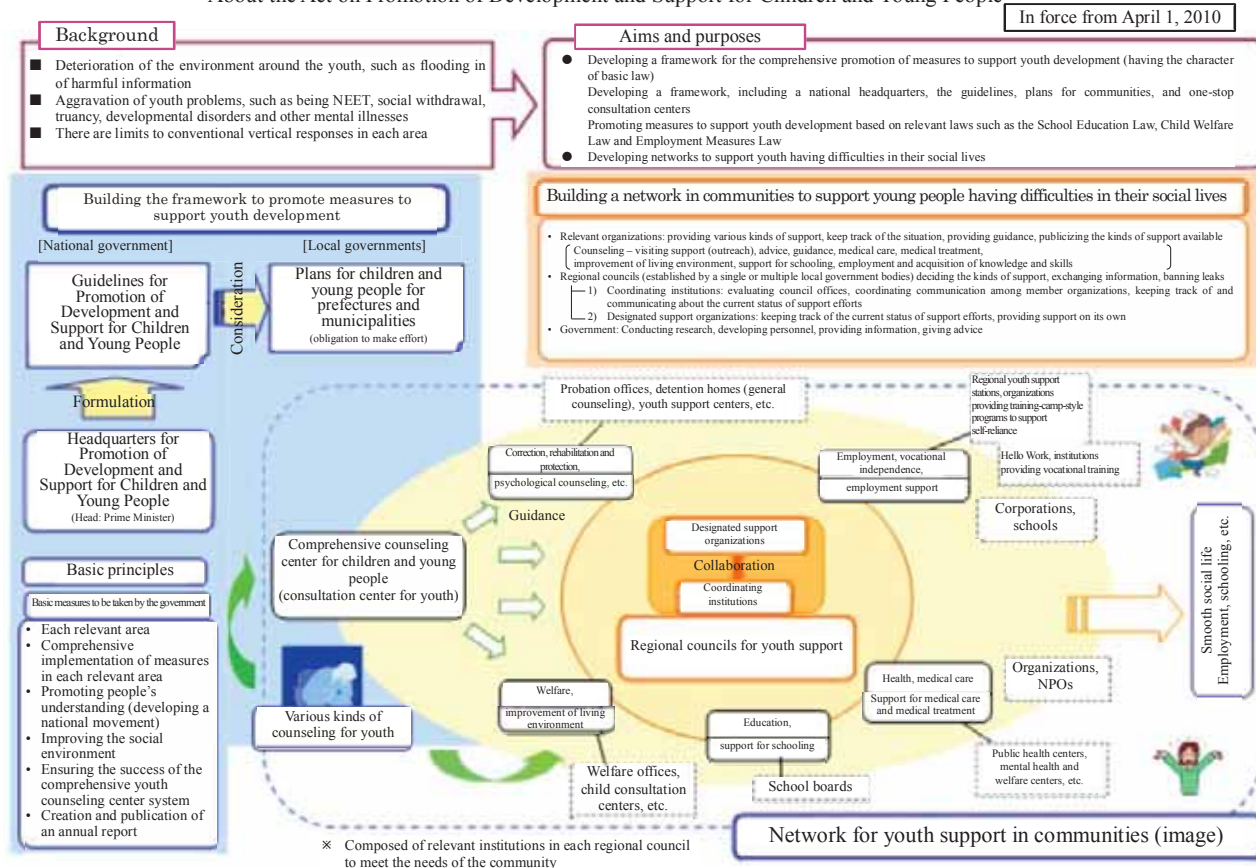 About the Act on Promotion of Development and Support for Children and Young People
In force from April 1, 2010
Background
■ Deterioration of the environment around the youth, such as flooding in
of harmful information
■ Aggravation of youth problems, such as being NEET, social withdrawal,
truancy, developmental disorders and other mental illnesses
■ There are limits to conventional vertical responses in each area
Aims and purposes
● Developing a framework for the comprehensive promotion of measures to support youth development (having the character
of basic law)
Developing a framework, including a national headquarters, the guidelines, plans for communities, and one-stop
consultation centers
Promoting measures to support youth development based on relevant laws such as the School Education Law, Child Welfare
Law and Employment Measures Law
● Developing networks to support youth having difficulties in their social lives
Building the framework to promote measures to
support youth development
[National government]
[Local governments]
Guidelines for
Promotion of
Development and
Support for Children
and Young People
Consideration
Plans for children and
young people for
prefectures and
municipalities
(obligation to make effort)
Formulation
Headquarters for
Promotion of
Development and
Support for Children and
Young People
(Head: Prime Minister)
Basic principles
Basic measures to be taken by the government
• Each relevant area
• Comprehensive
implementation of measures
in each relevant area
• Promoting people's
understanding (developing a
national movement)
• Improving the social
environment
• Ensuring the success of the
comprehensive youth
counseling center system
• Creation and publication of
an annual report
Building a network in communities to support young people having difficulties in their social lives
• Relevant organizations: providing various kinds of support, keep track of the situation, providing guidance, publicizing the kinds of support available
Counseling – visiting support (outreach), advice, guidance, medical care, medical treatment,
improvement of living environment, support for schooling, employment and acquisition of knowledge and skills
• Regional councils (established by a single or multiple local government bodies) deciding the kinds of support, exchanging information, banning leaks
1) Coordinating institutions: evaluating council offices, coordinating communication among member organizations, keeping track of and
communicating about the current status of support efforts
2) Designated support organizations: keeping track of the current status of support efforts, providing support on its own
• Government: Conducting research, developing personnel, providing information, giving advice
Probation offices, detention homes (general
counseling), youth support centers, etc.
Correction, rehabilitation and
protection,
psychological counseling, etc.
Regional youth support
stations, organizations
providing training-camp-style
programs to support
self-reliance
Hello Work, institutions
providing vocational training
Employment, vocational
independence,
employment support
Corporations,
schools
Guidance
Comprehensive counseling
center for children and young
people
(consultation center for youth)
Designated support
organizations
Collaboration
Coordinating
institutions
Regional councils for youth support
Smooth social life
Employment, schooling, etc.
Various kinds of
counseling for youth
Welfare,
improvement of living
environment
Welfare offices,
child consultation
centers, etc.
Education,
support for schooling
School boards
Health, medical care
Support for medical care
and medical treatment
Public health centers,
mental health and
welfare centers, etc.
Organizations,
NPOs
Network for youth support in communities (image)
※ Composed of relevant institutions in each regional council
to meet the needs of the community